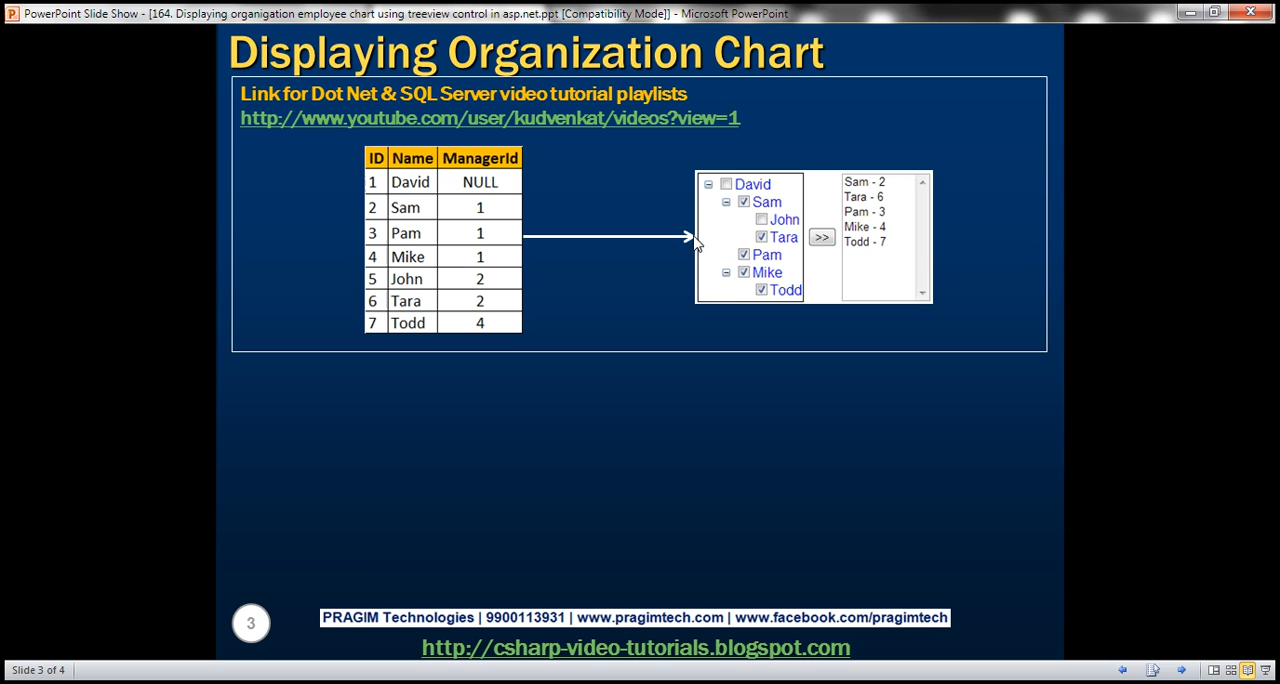 PowerPoint Slide Show - [164. Displaying organigation employee chart using treeview control in asp.net.ppt [Compatibility Mode]] - Microsoft PowerPoint
Displaying Organization Chart
Link for Dot Net & SQL Server video tutorial playlists
http://www.youtube.com/user/kudvenkat/videos?view=1
ID Name ManagerId
1 David NULL
2 Sam 1
3 Pam 1
4 Mike 1
5 John 2
6 Tara 2
7 Todd 4
David
Sam
John
Tara
Pam
Mike
Todd
>>
Sam - 2
Tara - 6
Pam - 3
Mike - 4
Todd - 7
3
PRAGIM Technologies | 9900113931 | www.pragimtech.com | www.facebook.com/pragimtech
http://csharp-video-tutorials.blogspot.com
Slide 3 of 4